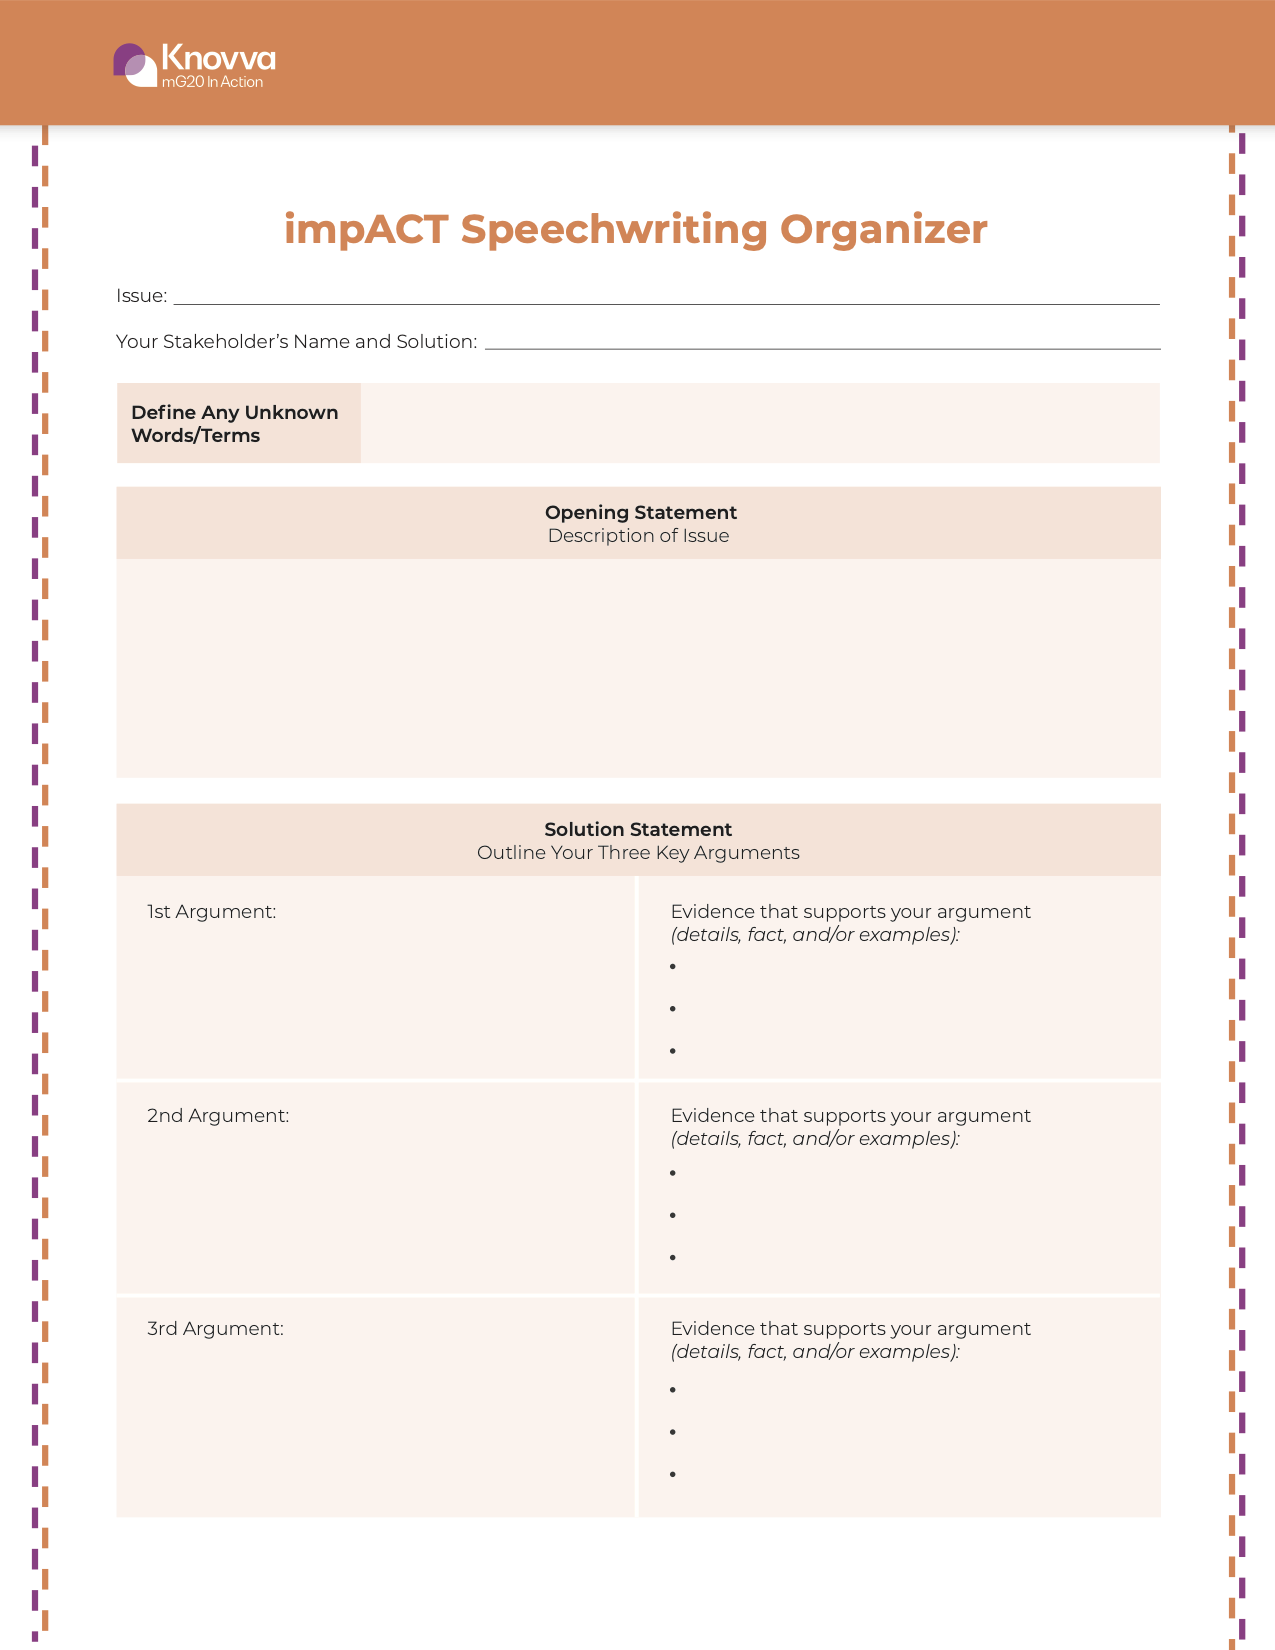 Knovva
mG20 In Action
impACT Speechwriting Organizer
Issue:
Your Stakeholder’s Name and Solution:
Define Any Unknown
Words/Terms
Opening Statement
Description of Issue
Solution Statement
Outline Your Three Key Arguments
1st Argument:
Evidence that supports your argument
(details, fact, and/or examples):
•
•
•
2nd Argument:
Evidence that supports your argument
(details, fact, and/or examples):
•
•
•
3rd Argument:
Evidence that supports your argument
(details, fact, and/or examples):
•
•
•